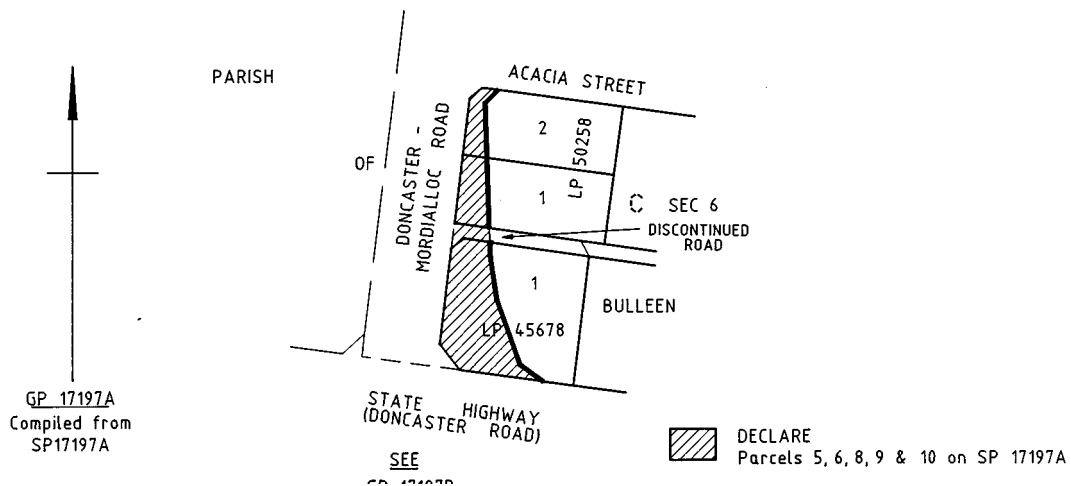 PARISH
ACACIA STREET
OF
DONCASTER -
MORDIALLOC ROAD
2
LP 50258
1
C SEC 6
DISCONTINUED
ROAD
1
BULLEEN
LP 45678
GP 17197A
Compiled from
SP17197A
STATE HIGHWAY
(DONCASTER ROAD)
SEE
DECLARE
Parcels 5, 6, 8, 9 & 10 on SP 17197A